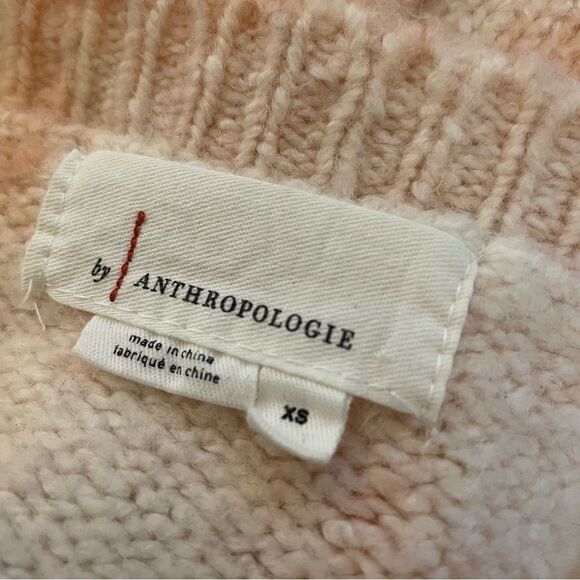 by ANTHROPOLOGIE
made in china
fabriqué en chine
XS